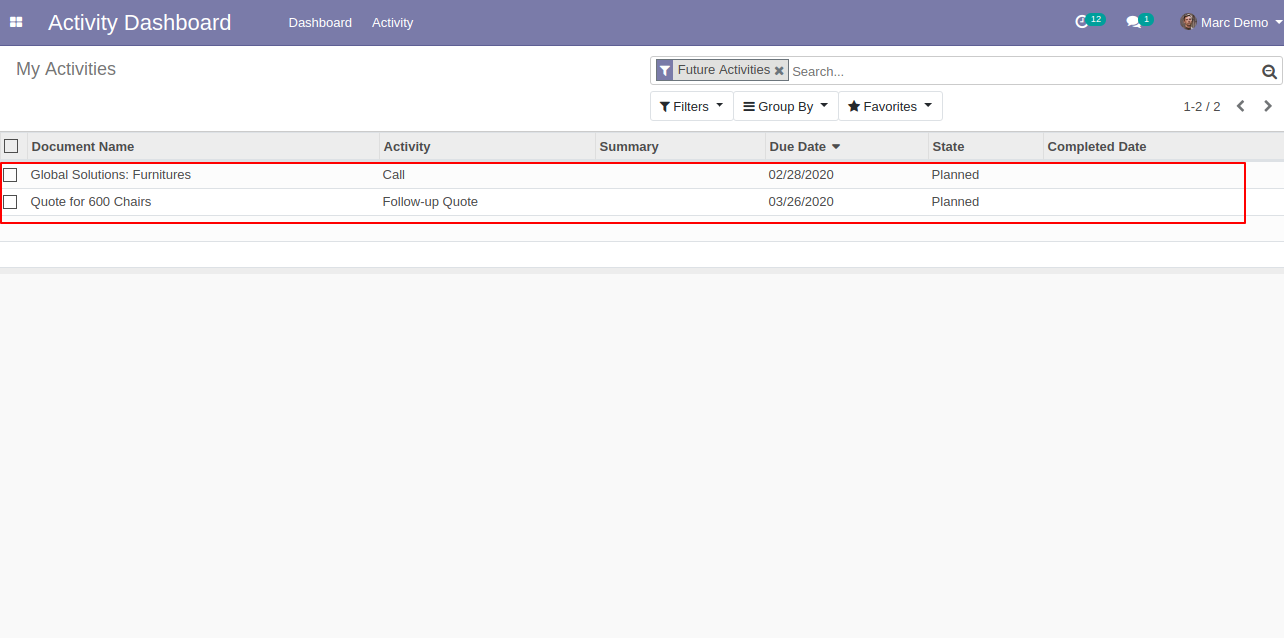 Activity Dashboard Dashboard Activity 12 1 Marc Demo
My Activities Future Activities Search...
Filters Group By Favorites 1-2 / 2
Document Name Activity Summary Due Date State Completed Date
Global Solutions: Furnitures Call 02/28/2020 Planned
Quote for 600 Chairs Follow-up Quote 03/26/2020 Planned